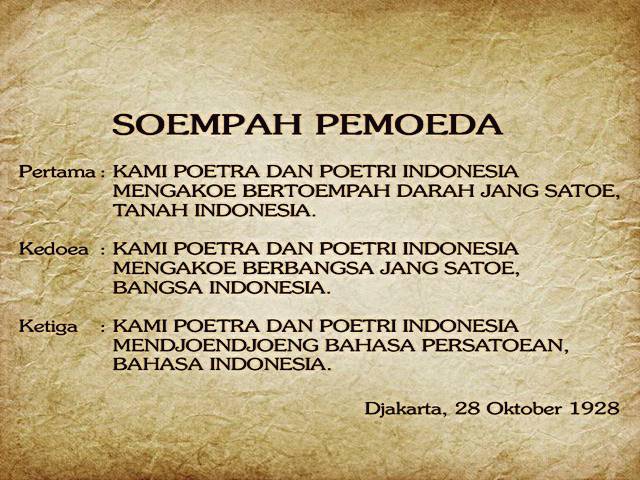 SOEMPAH PEMOEDA
Pertama : KAMI POETRA DAN POETRI INDONESIA
MENGAKOE BERTOEMPAH DARAH JANG SATOE,
TANAH INDONESIA.
Kedoea : KAMI POETRA DAN POETRI INDONESIA
MENGAKOE BERBANGSA JANG SATOE,
BANGSA INDONESIA.
Ketiga : KAMI POETRA DAN POETRI INDONESIA
MENDJOENDJOENG BAHASA PERSATOEAN,
BAHASA INDONESIA.
Djakarta, 28 Oktober 1928